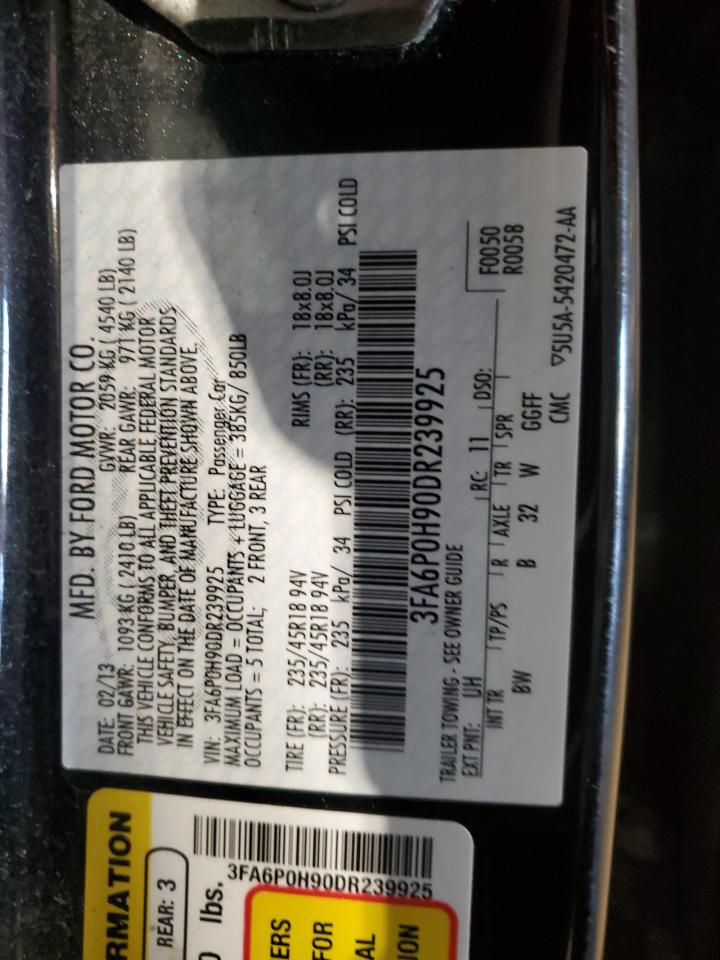 MFD. BY FORD MOTOR CO.
DATE: 02/13 GVWR: 2059 KG ( 4540 LB)
FRONT GAWR: 1093 KG ( 2410 LB) REAR GAWR: 971 KG ( 2140 LB)
THIS VEHICLE CONFORMS TO ALL APPLICABLE FEDERAL MOTOR
VEHICLE SAFETY, BUMPER, AND THEFT PREVENTION STANDARDS
IN EFFECT ON THE DATE OF MANUFACTURE SHOWN ABOVE.
VIN: 3FA6P0H90DR239925 TYPE: Passenger Car
MAXIMUM LOAD = OCCUPANTS + LUGGAGE = 385KG/ 850LB
OCCUPANTS = 5 TOTAL; 2 FRONT, 3 REAR
TIRE (FR): 235/45R18 94V RIMS (FR): 18x8.0J
(RR): 235/45R18 94V (RR): 18x8.0J
PRESSURE (FR): 235 kPa/ 34 PSI COLD (RR): 235 kPa/ 34 PSI COLD
3FA6P0H90DR239925
TRAILER TOWING - SEE OWNER GUIDE
EXT PNT: UH RC: 11 DSO: F0050
R0058
INT TR TP/PS R AXLE TR SPR
BW B 32 W GGFF
CMC ▽5U5A-5420472-AA
RMATION
REAR: 3
lbs.
3FA6P0H90DR239925
ERS
FOR
AL
ION